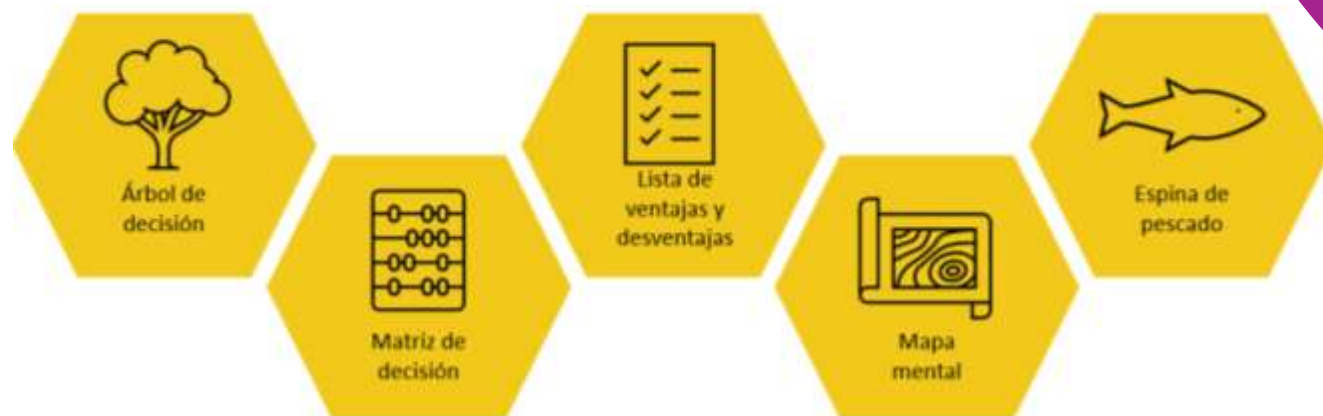 Árbol de
decisión
Matriz de
decisión
Lista de
ventajas y
desventajas
Mapa
mental
Espina de
pescado